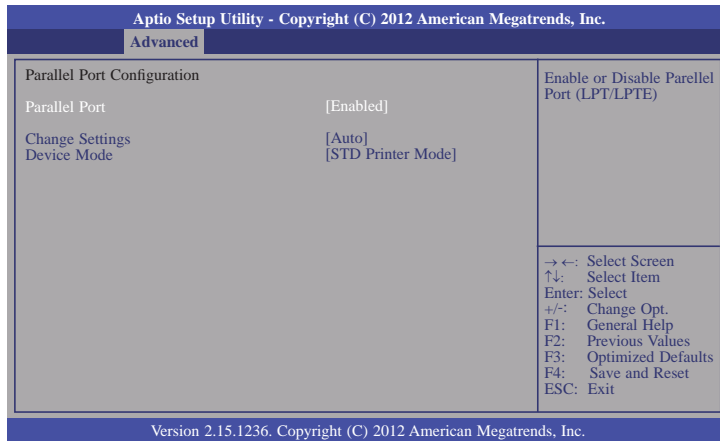 Aptio Setup Utility - Copyright (C) 2012 American Megatrends, Inc.
Advanced
Parallel Port Configuration
Parallel Port [Enabled]
Change Settings [Auto]
Device Mode [STD Printer Mode]
Enable or Disable Parellel
Port (LPT/LPTE)
→ ←: Select Screen
↑↓: Select Item
Enter: Select
+/-: Change Opt.
F1: General Help
F2: Previous Values
F3: Optimized Defaults
F4: Save and Reset
ESC: Exit
Version 2.15.1236. Copyright (C) 2012 American Megatrends, Inc.